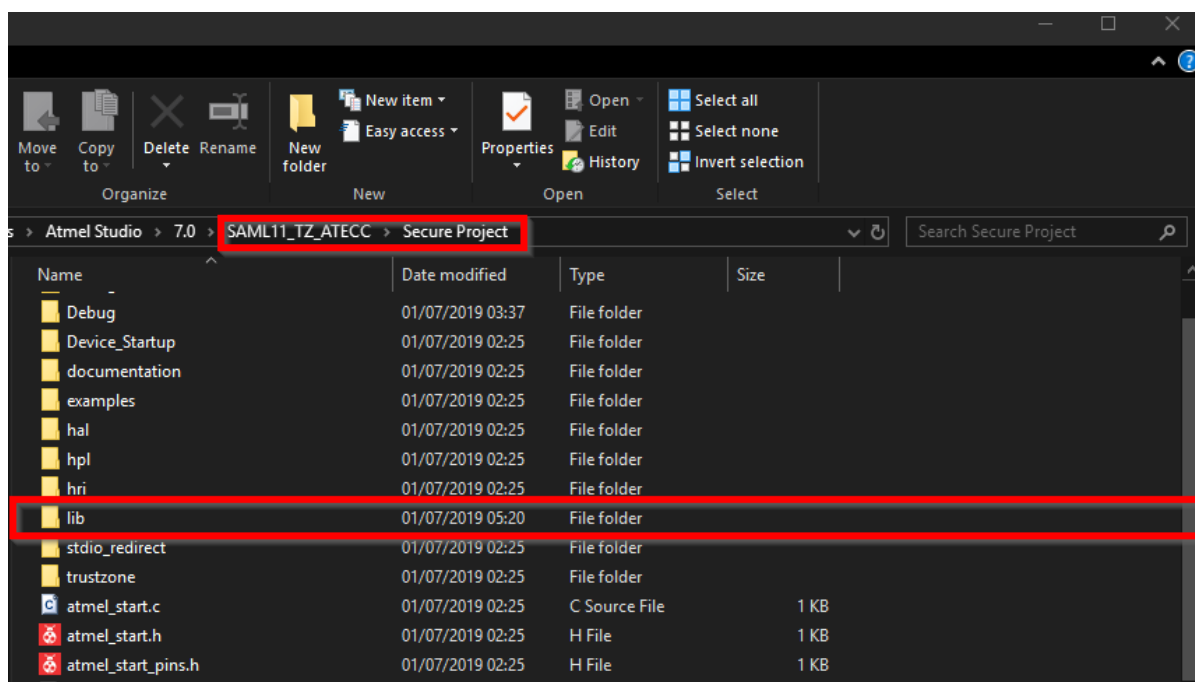 Move to
Copy to
Delete
Rename
New folder
New item
Easy access
Properties
Open
Edit
History
Select all
Select none
Invert selection
Organize
New
Open
Select
s > Atmel Studio > 7.0 > SAML11_TZ_ATECC > Secure Project
Search Secure Project
Name Date modified Type Size
Debug 01/07/2019 03:37 File folder
Device_Startup 01/07/2019 02:25 File folder
documentation 01/07/2019 02:25 File folder
examples 01/07/2019 02:25 File folder
hal 01/07/2019 02:25 File folder
hpl 01/07/2019 02:25 File folder
hri 01/07/2019 02:25 File folder
lib 01/07/2019 05:20 File folder
stdio_redirect 01/07/2019 02:25 File folder
trustzone 01/07/2019 02:25 File folder
atmel_start.c 01/07/2019 02:25 C Source File 1 KB
atmel_start.h 01/07/2019 02:25 H File 1 KB
atmel_start_pins.h 01/07/2019 02:25 H File 1 KB